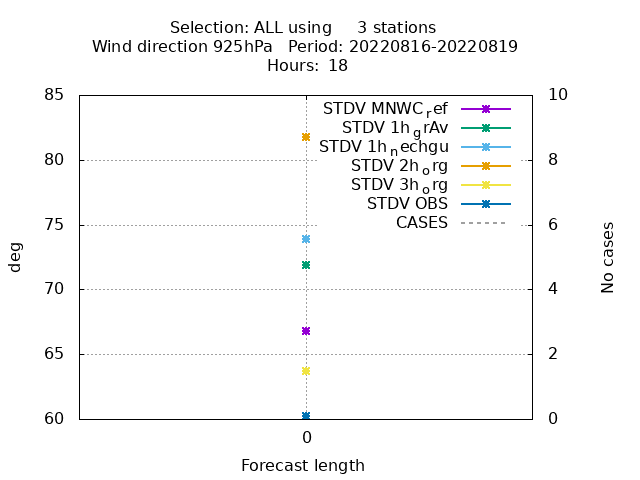 Selection: ALL using     3 stations
Wind direction 925hPa   Period: 20220816-20220819
Hours: 18
85
80
75
70
65
60
10
8
6
4
2
0
STDV MNWC_ref
STDV 1h_grAv
STDV 1h_nechgu
STDV 2h_org
STDV 3h_org
STDV OBS
CASES
deg
No cases
0
Forecast length